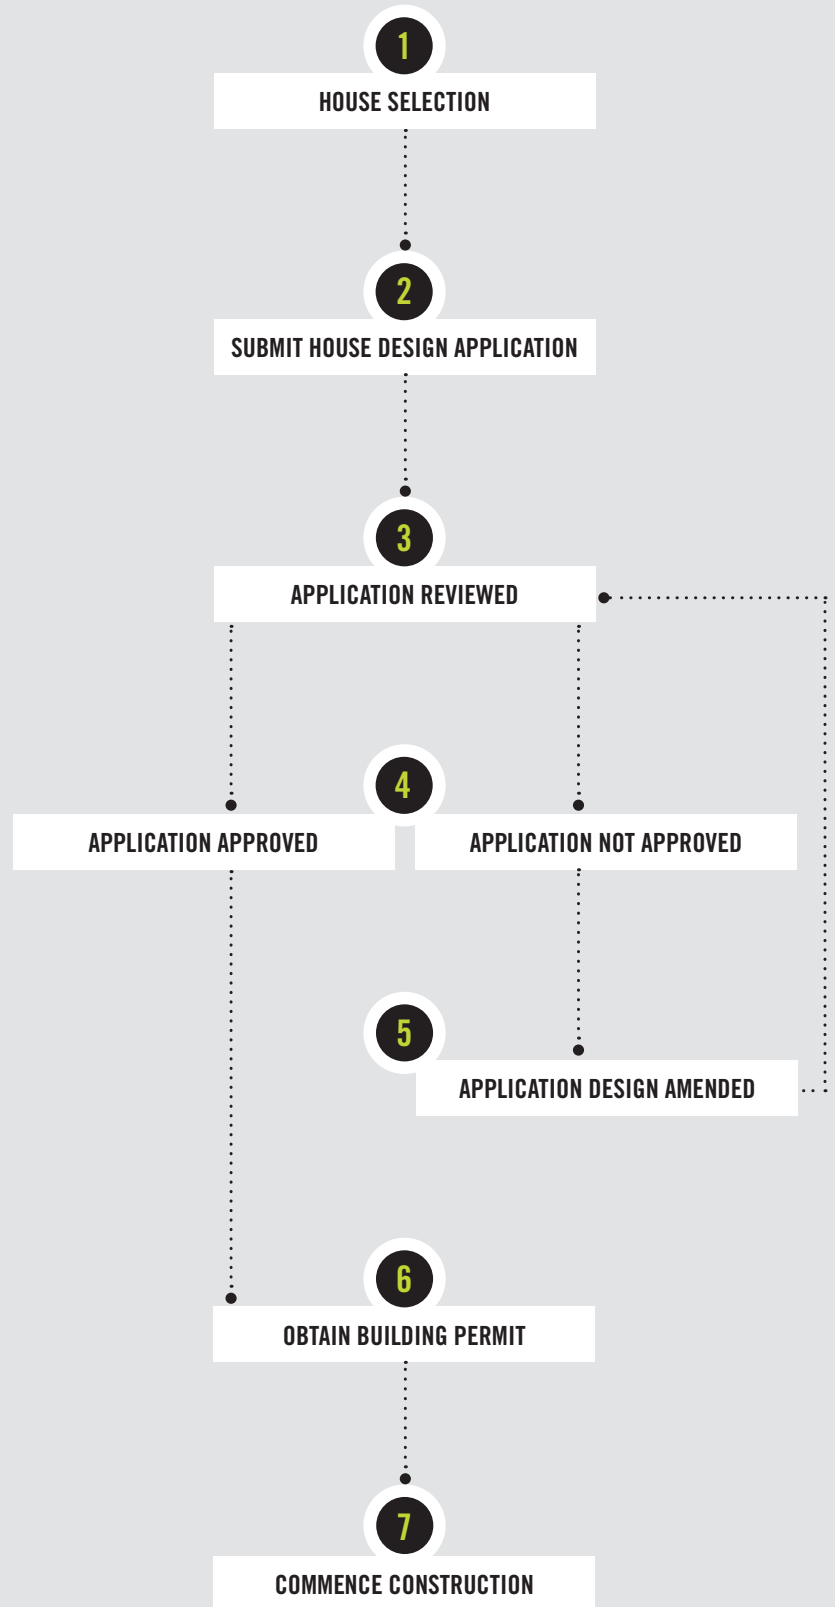 1
HOUSE SELECTION
2
SUBMIT HOUSE DESIGN APPLICATION
3
APPLICATION REVIEWED
4
APPLICATION APPROVED
APPLICATION NOT APPROVED
5
APPLICATION DESIGN AMENDED
6
OBTAIN BUILDING PERMIT
7
COMMENCE CONSTRUCTION